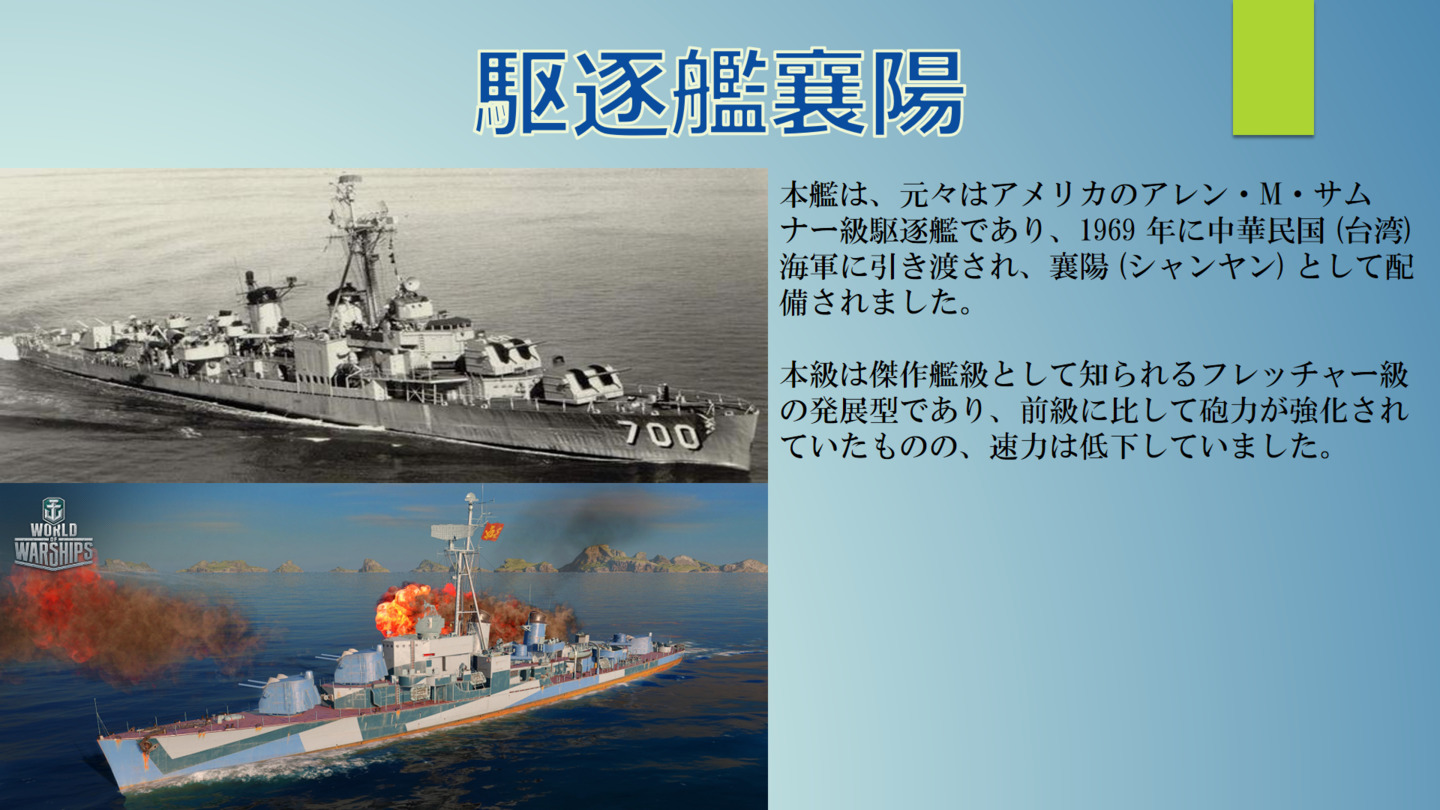 駆逐艦襄陽
本艦は、元々はアメリカのアレン・M・サム
ナー級駆逐艦であり、1969 年に中華民国 (台湾)
海軍に引き渡され、襄陽 (シャンヤン) として配
備されました。
本級は傑作艦級として知られるフレッチャー級
の発展型であり、前級に比して砲力が強化され
ていたものの、速力は低下していました。
700
WORLD
OF
WARSHIPS